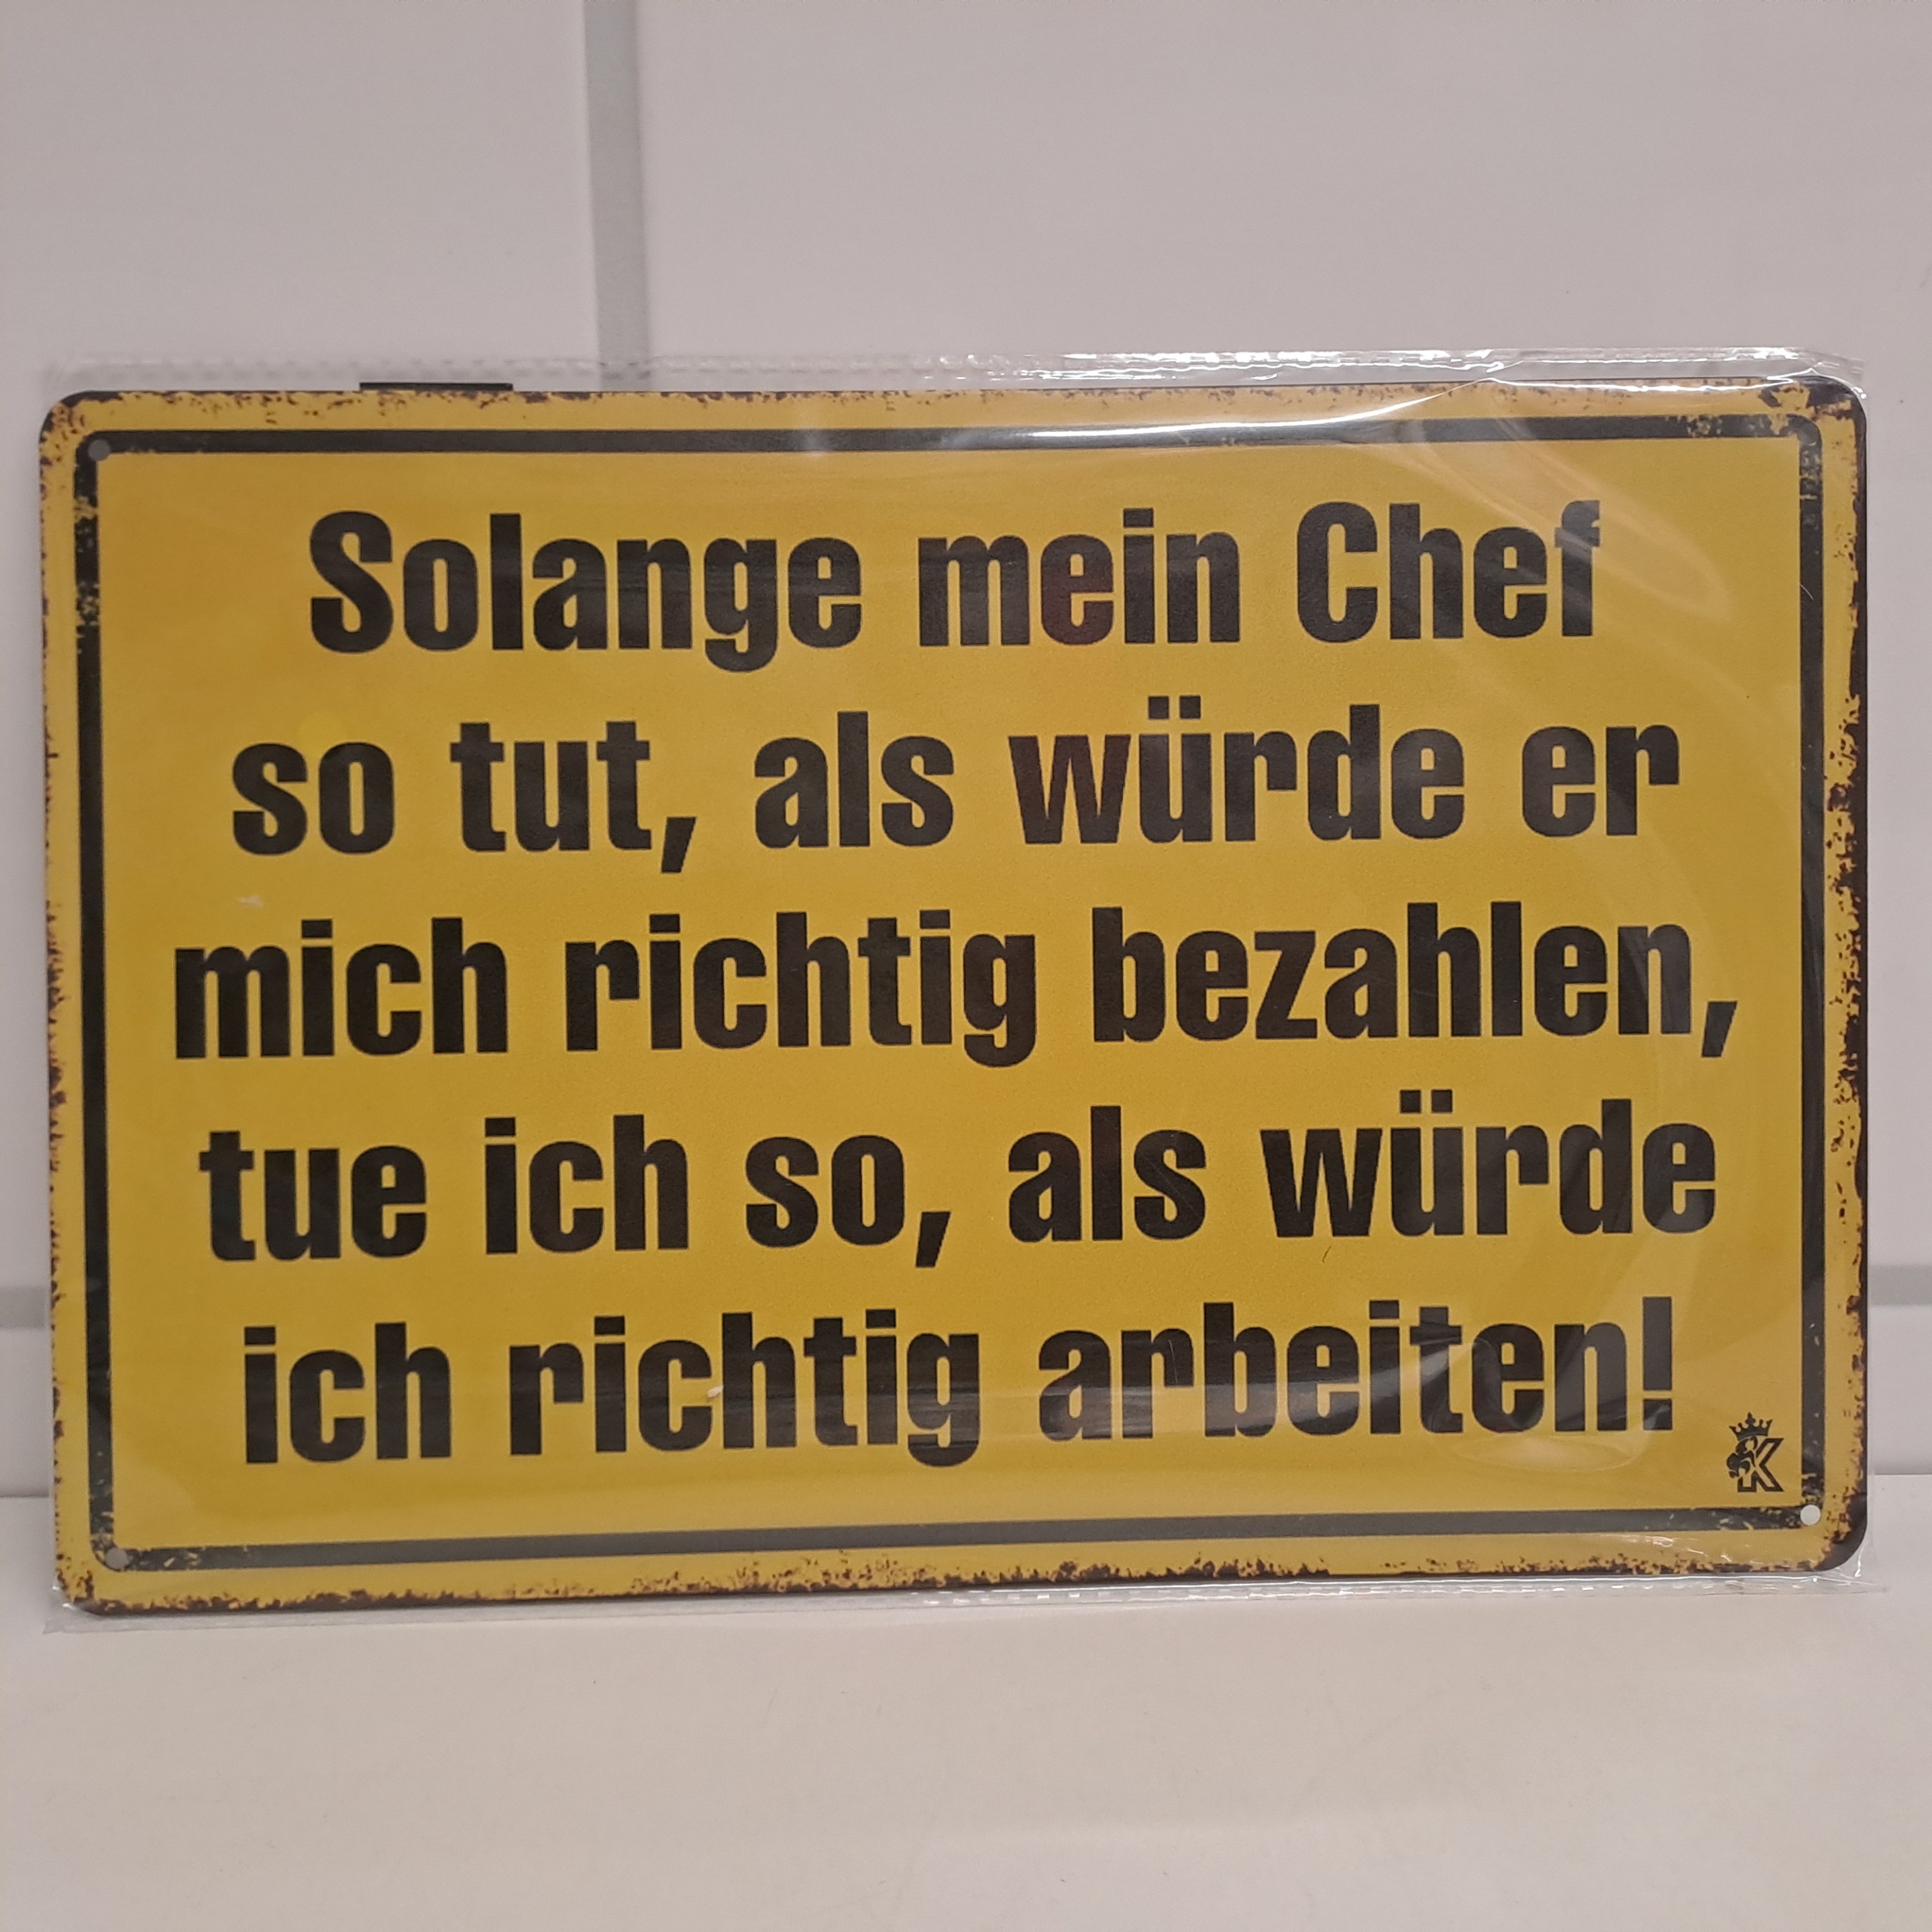 Solange mein Chef
so tut, als würde er
mich richtig bezahlen,
tue ich so, als würde
ich richtig arbeiten!
K